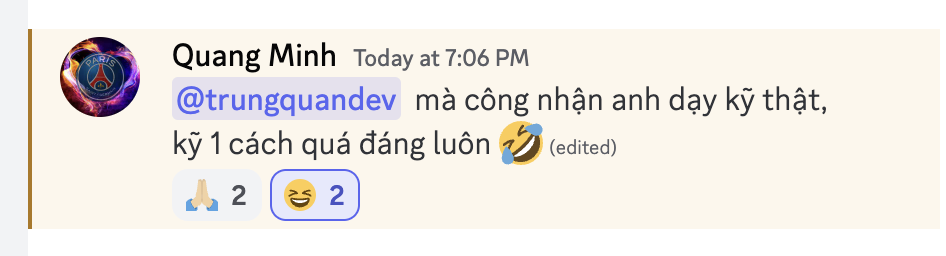 Quang Minh Today at 7:06 PM
@trungquandev mà công nhận anh dạy kỹ thật,
kỹ 1 cách quá đáng luôn 🤣 (edited)
🙏🏼 2 😆 2
PARIS